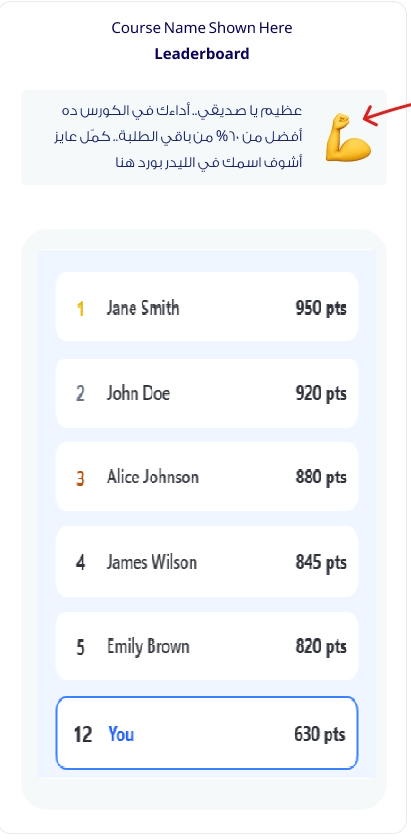 Course Name Shown Here
Leaderboard
عظيم يا صديقي.. أداءك في الكورس ده
أفضل من ٦٠% من باقي الطلبة.. كمّل عايز
أشوف اسمك في الليدر بورد هنا
1 Jane Smith 950 pts
2 John Doe 920 pts
3 Alice Johnson 880 pts
4 James Wilson 845 pts
5 Emily Brown 820 pts
12 You 630 pts